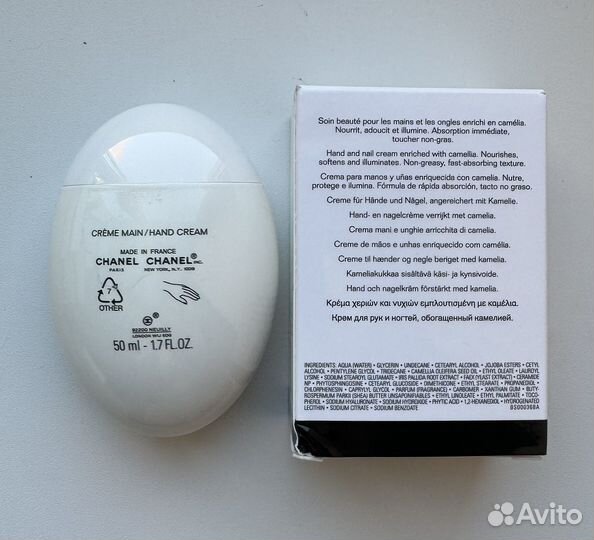 CRÈME MAIN/HAND CREAM
MADE IN FRANCE
CHANEL CHANEL INC.
PARIS NEW YORK, N.Y. 10019
7
OTHER
92200 NEUILLY
LONDON W1J 6DG
50 ml - 1.7 FL.OZ.
Soin beauté pour les mains et les ongles enrichi en camélia.
Nourrit, adoucit et illumine. Absorption immédiate,
toucher non-gras.
Hand and nail cream enriched with camellia. Nourishes,
softens and illuminates. Non-greasy, fast-absorbing texture.
Crema para manos y uñas enriquecida con camelia. Nutre,
protege e ilumina. Fórmula de rápida absorción, tacto no graso.
Creme für Hände und Nägel, angereichert mit Kamelie.
Hand- en nagelcrème verrijkt met camelia.
Crema mani e unghie arricchita di camelia.
Creme de mãos e unhas enriquecido com camélia.
Creme til hænder og negle beriget med kamelia.
Kameliakukkaa sisältävä käsi- ja kynsivoide.
Hand och nagelkräm förstärkt med kamelia.
Κρέμα χεριών και νυχιών εμπλουτισμένη με καμέλια.
Крем для рук и ногтей, обогащенный камелией.
INGREDIENTS: AQUA (WATER) • GLYCERIN • UNDECANE • CETEARYL ALCOHOL • JOJOBA ESTERS • CETYL
ALCOHOL • PENTYLENE GLYCOL • TRIDECANE • CAMELLIA OLEIFERA SEED OIL • ETHYL OLEATE • LAUROYL
LYSINE • SODIUM STEAROYL GLUTAMATE • IRIS PALLIDA ROOT EXTRACT • FAEX (YEAST EXTRACT) • CERAMIDE
NP • PHYTOSPHINGOSINE • CETEARYL GLUCOSIDE • DIMETHICONE • ETHYL STEARATE • PROPANEDIOL •
CHLORPHENESIN • CAPRYLYL GLYCOL • PARFUM (FRAGRANCE) • CARBOMER • XANTHAN GUM • BUTY-
ROSPERMUM PARKII (SHEA) BUTTER UNSAPONIFIABLES • ETHYL LINOLEATE • ETHYL PALMITATE • TOCO-
PHEROL • SODIUM HYALURONATE • SODIUM HYDROXIDE • PHYTIC ACID • 1,2-HEXANEDIOL • HYDROGENATED
LECITHIN • SODIUM CITRATE • SODIUM BENZOATE
Avito